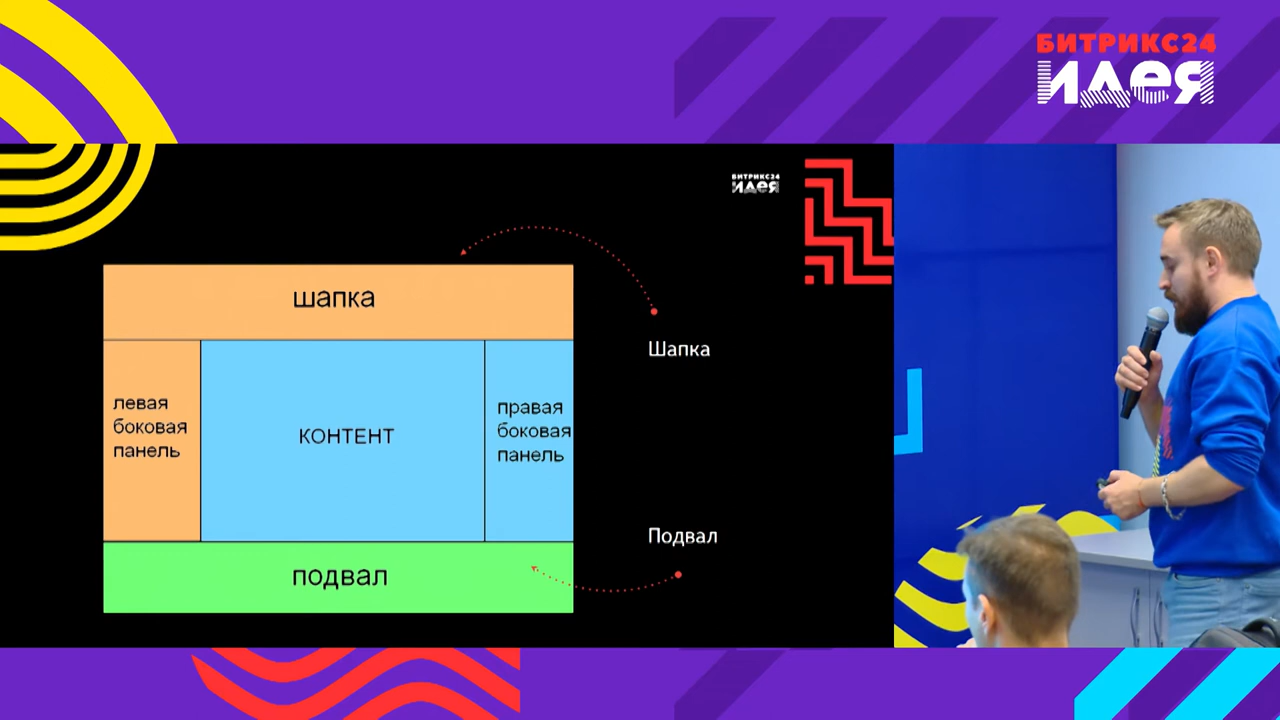 БИТРИКС24
идея
БИТРИКС24
идея
шапка
Шапка
левая
боковая
панель
КОНТЕНТ
правая
боковая
панель
Подвал
подвал